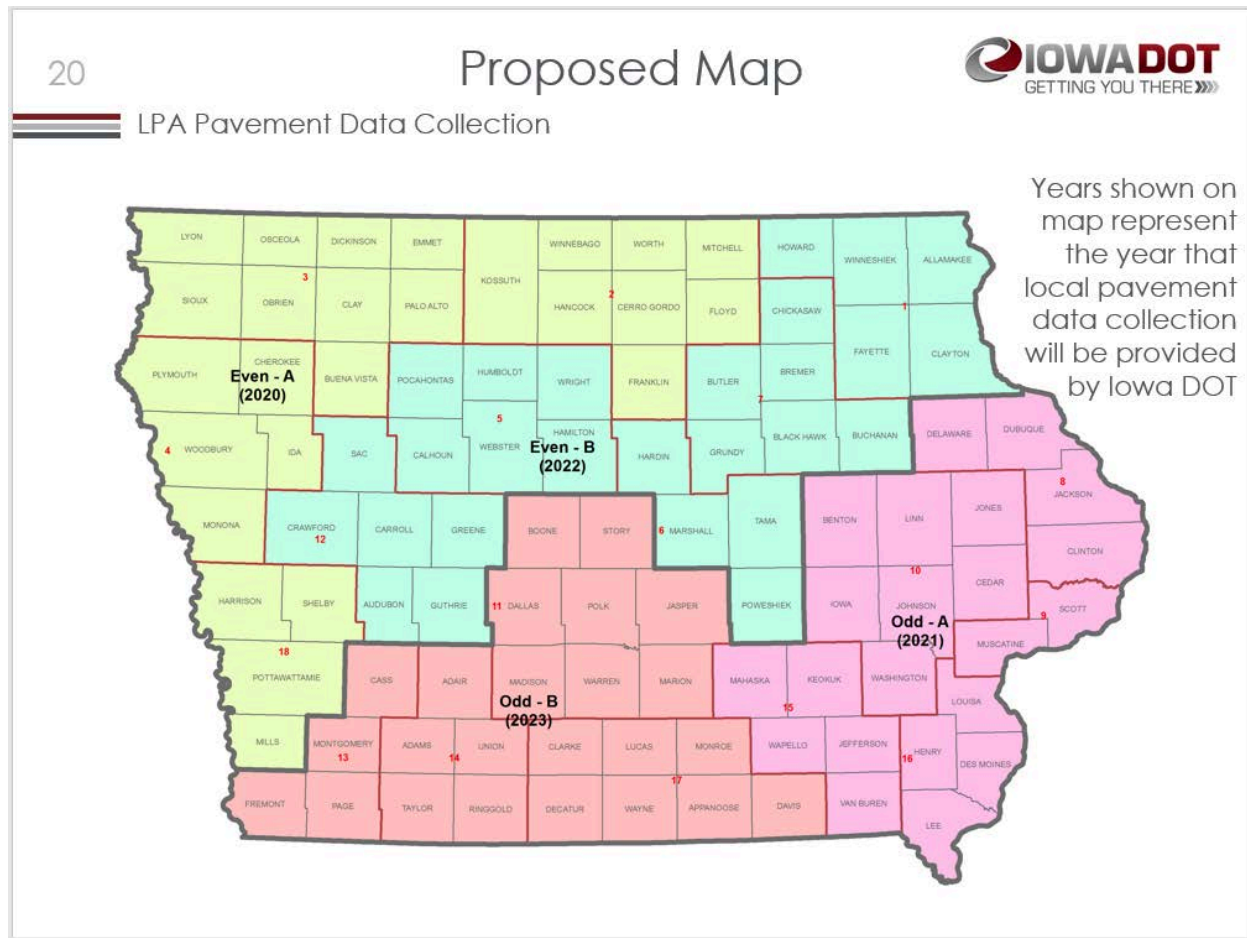 20
Proposed Map
IOWADOT
GETTING YOU THERE
LPA Pavement Data Collection
Years shown on
map represent
the year that
local pavement
data collection
will be provided
by Iowa DOT
LYON OSCEOLA DICKINSON EMMET WINNEBAGO WORTH MITCHELL HOWARD WINNESHIEK ALLAMAKEE
3 KOSSUTH
SIOUX OBRIEN CLAY PALO ALTO HANCOCK 2 CERRO GORDO FLOYD CHICKASAW 1
PLYMOUTH CHEROKEE BUENA VISTA POCAHONTAS HUMBOLDT WRIGHT FRANKLIN BUTLER BREMER FAYETTE CLAYTON
Even - A
(2020)
7
5
4 WOODBURY IDA SAC CALHOUN WEBSTER HAMILTON HARDIN GRUNDY BLACK HAWK BUCHANAN DELAWARE DUBUQUE
Even - B
(2022)
8
JACKSON
MONONA CRAWFORD CARROLL GREENE BOONE STORY 6 MARSHALL TAMA BENTON LINN JONES
12
CLINTON
10
CEDAR
HARRISON SHELBY AUDUBON GUTHRIE 11 DALLAS POLK JASPER POWESHIEK IOWA JOHNSON SCOTT
9
Odd - A
(2021)
MUSCATINE
18
POTTAWATTAMIE CASS ADAIR MADISON WARREN MARION MAHASKA KEOKUK WASHINGTON
LOUISA
Odd - B
(2023)
15
MILLS MONTGOMERY ADAMS UNION CLARKE LUCAS MONROE WAPELLO JEFFERSON HENRY
13 14 16
DES MOINES
17
FREMONT PAGE TAYLOR RINGGOLD DECATUR WAYNE APPANOOSE DAVIS VAN BUREN
LEE